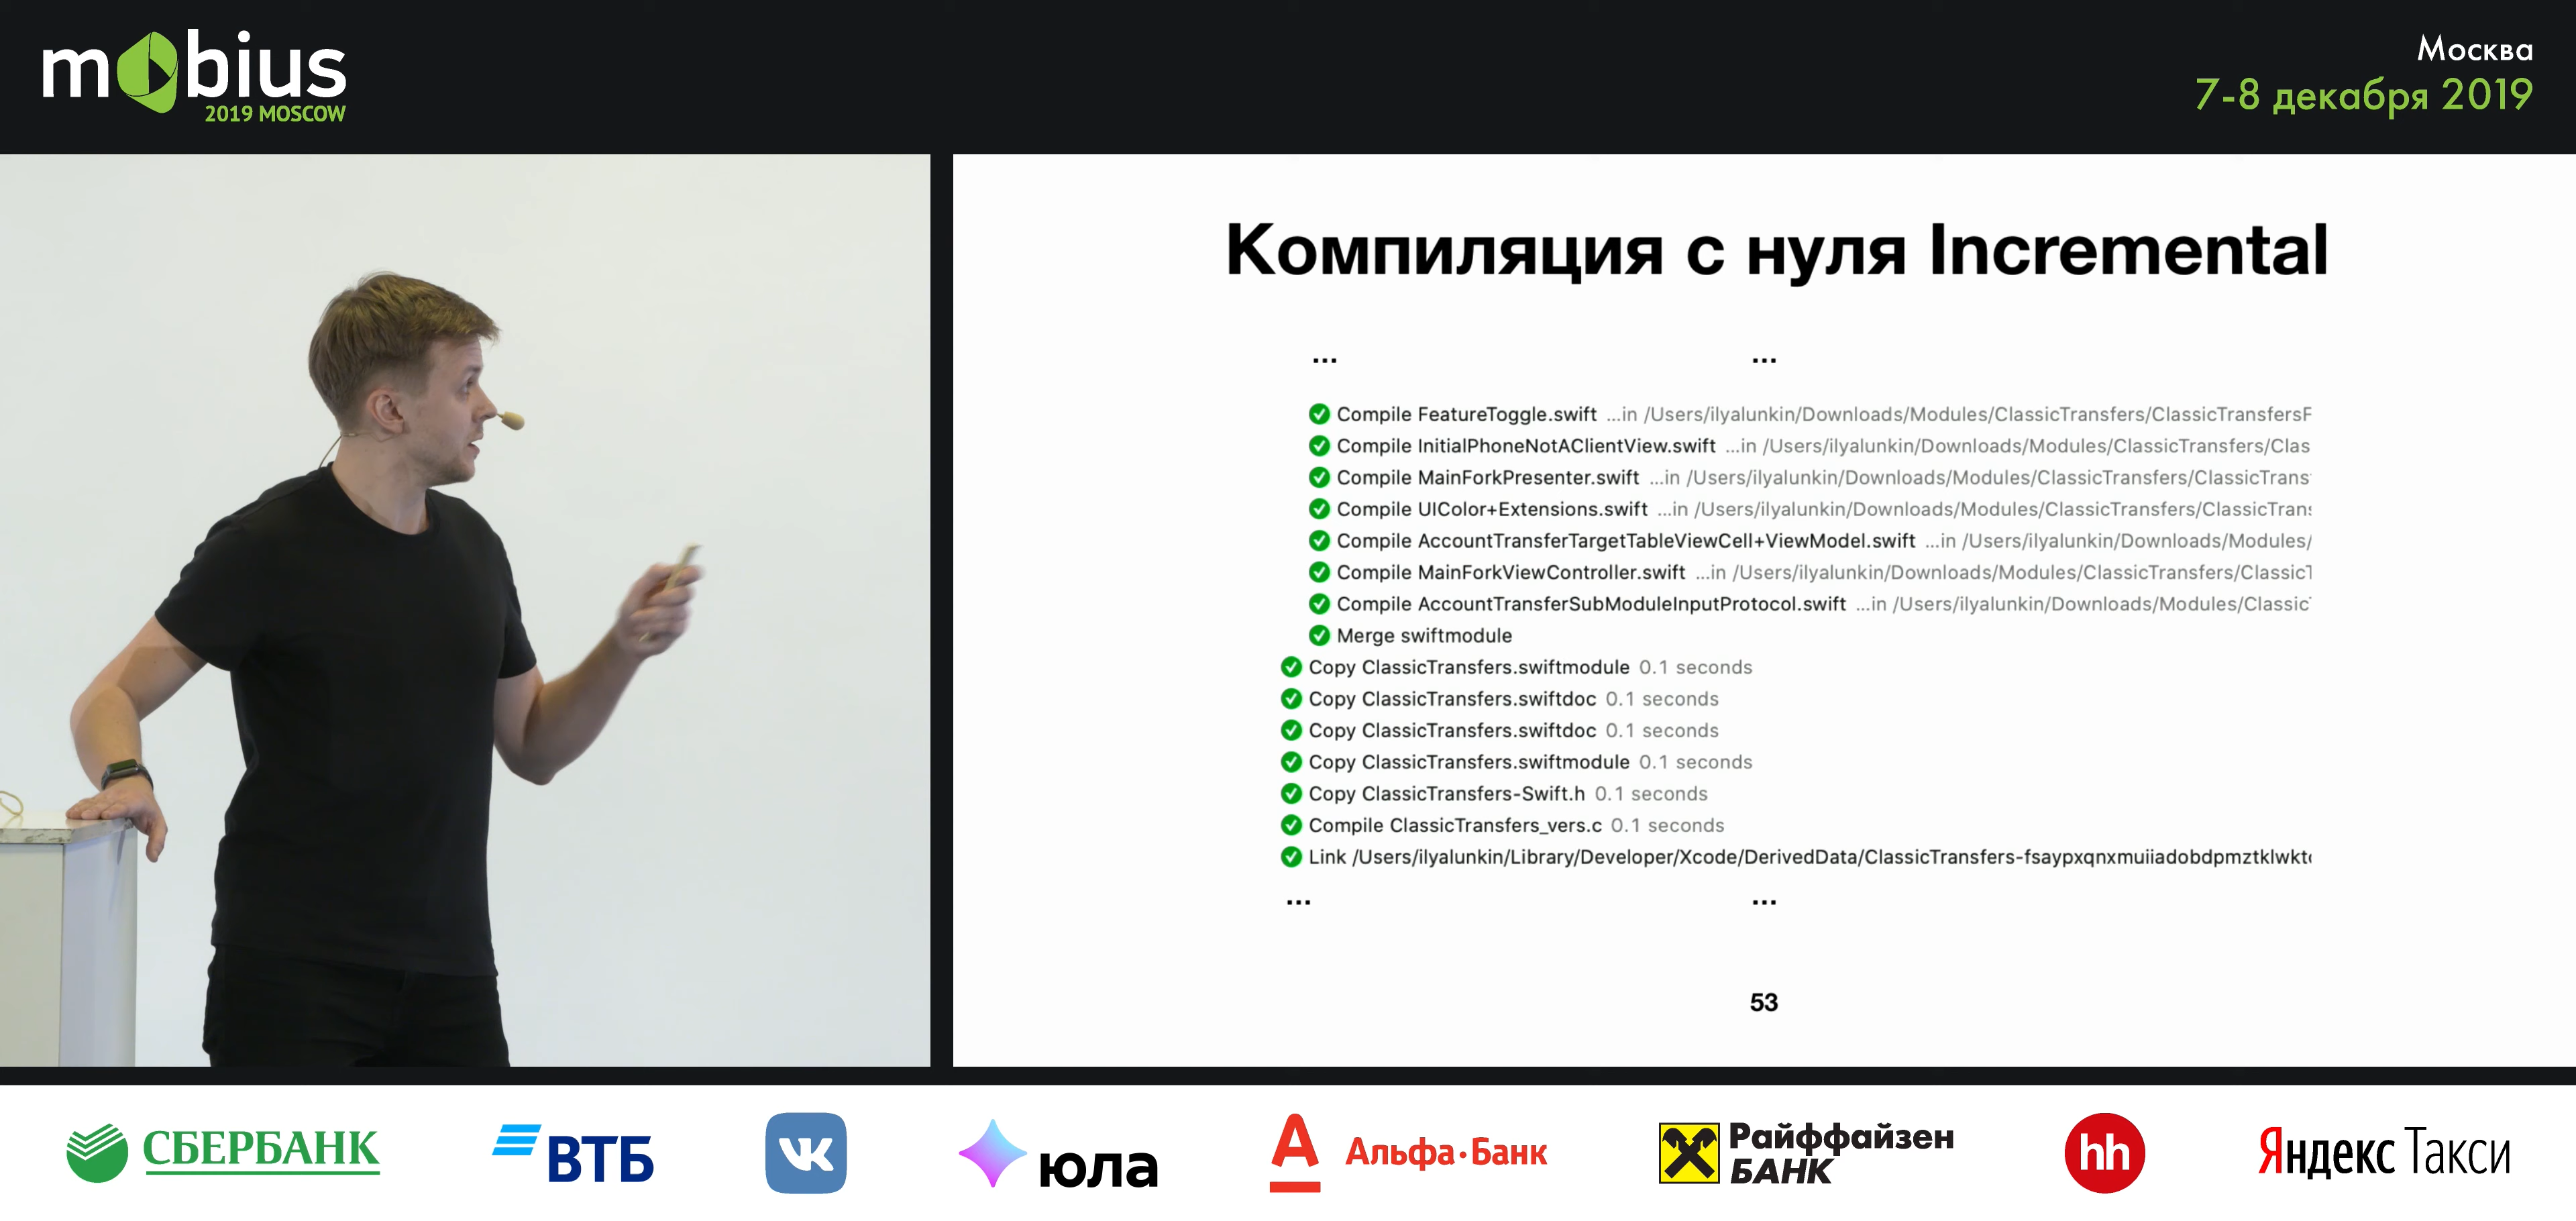 mobius
2019 MOSCOW
Москва
7-8 декабря 2019
Компиляция с нуля Incremental
... ...
Compile FeatureToggle.swift ...in /Users/ilyalunkin/Downloads/Modules/ClassicTransfers/ClassicTransfersF
Compile InitialPhoneNotAClientView.swift ...in /Users/ilyalunkin/Downloads/Modules/ClassicTransfers/Clas
Compile MainForkPresenter.swift ...in /Users/ilyalunkin/Downloads/Modules/ClassicTransfers/ClassicTrans
Compile UIColor+Extensions.swift ...in /Users/ilyalunkin/Downloads/Modules/ClassicTransfers/ClassicTrans
Compile AccountTransferTargetTableViewCell+ViewModel.swift ...in /Users/ilyalunkin/Downloads/Modules/
Compile MainForkViewController.swift ...in /Users/ilyalunkin/Downloads/Modules/ClassicTransfers/Classic
Compile AccountTransferSubModuleInputProtocol.swift ...in /Users/ilyalunkin/Downloads/Modules/Classic
Merge swiftmodule
Copy ClassicTransfers.swiftmodule 0.1 seconds
Copy ClassicTransfers.swiftdoc 0.1 seconds
Copy ClassicTransfers.swiftdoc 0.1 seconds
Copy ClassicTransfers.swiftmodule 0.1 seconds
Copy ClassicTransfers-Swift.h 0.1 seconds
Compile ClassicTransfers_vers.c 0.1 seconds
Link /Users/ilyalunkin/Library/Developer/Xcode/DerivedData/ClassicTransfers-fsaypxqnxmuiiadobdpmztklwkt
... ...
53
СБЕРБАНК
ВТБ
VK
юла
А Альфа·Банк
Райффайзен
БАНК
hh
Яндекс Такси